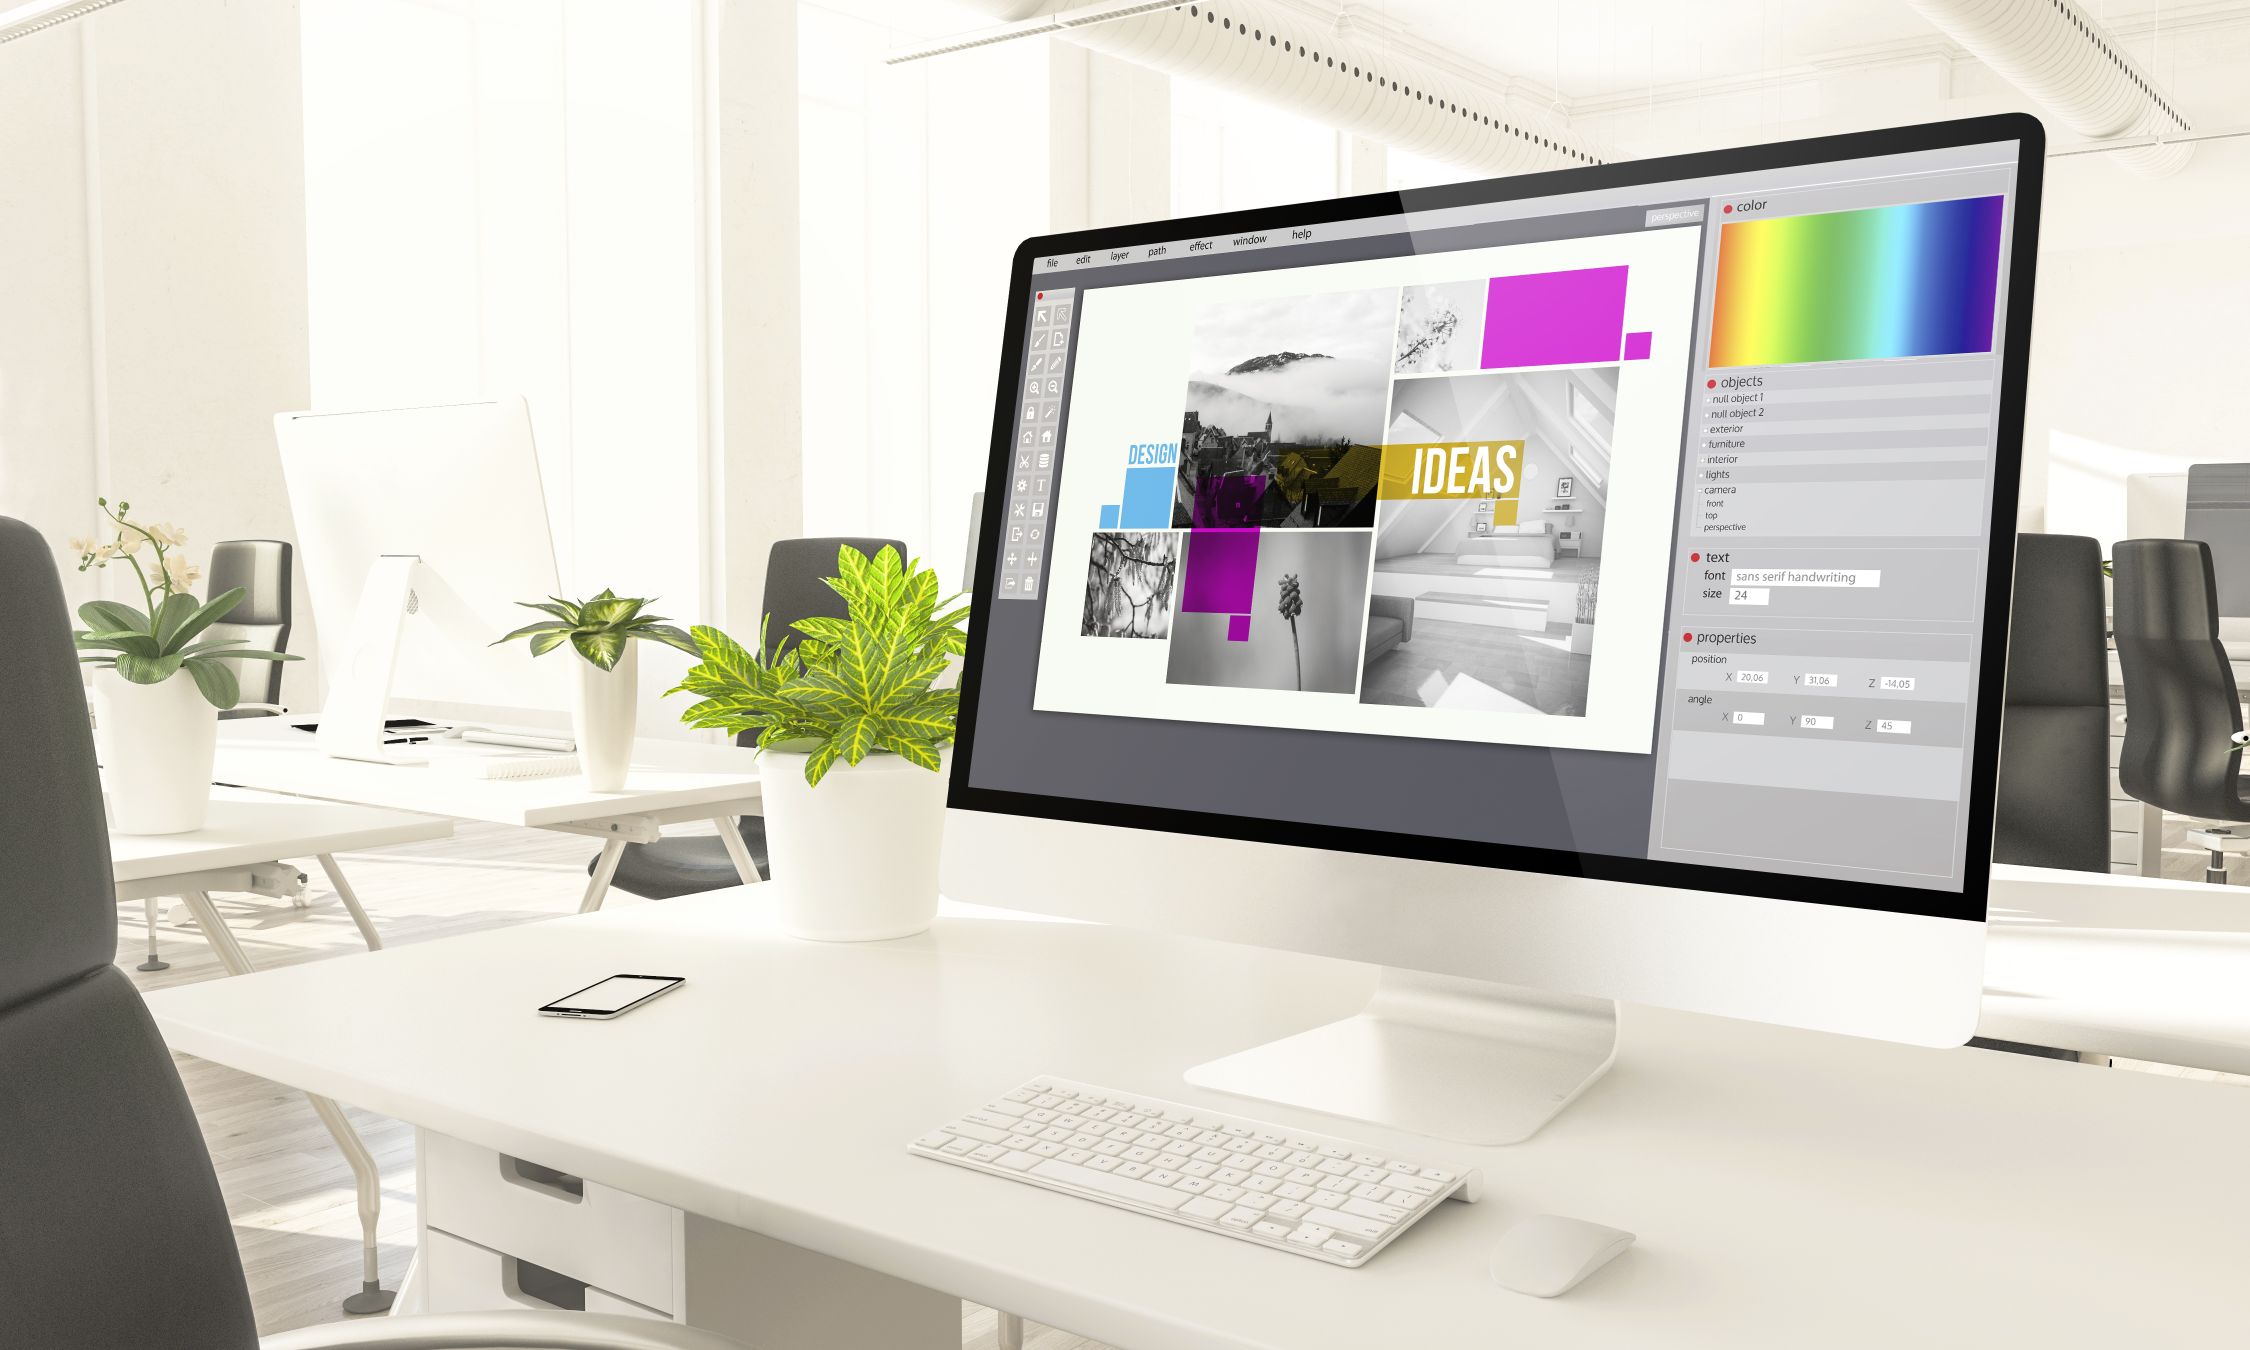 file edit layer path effect window help
perspective
color
DESIGN
IDEAS
objects
null object 1
null object 2
exterior
furniture
interior
lights
camera
front
top
perspective
text
font sans serif handwriting
size 24
properties
position
X 20,06 Y 31,06 Z -14,05
angle
X 0 Y 90 Z 45